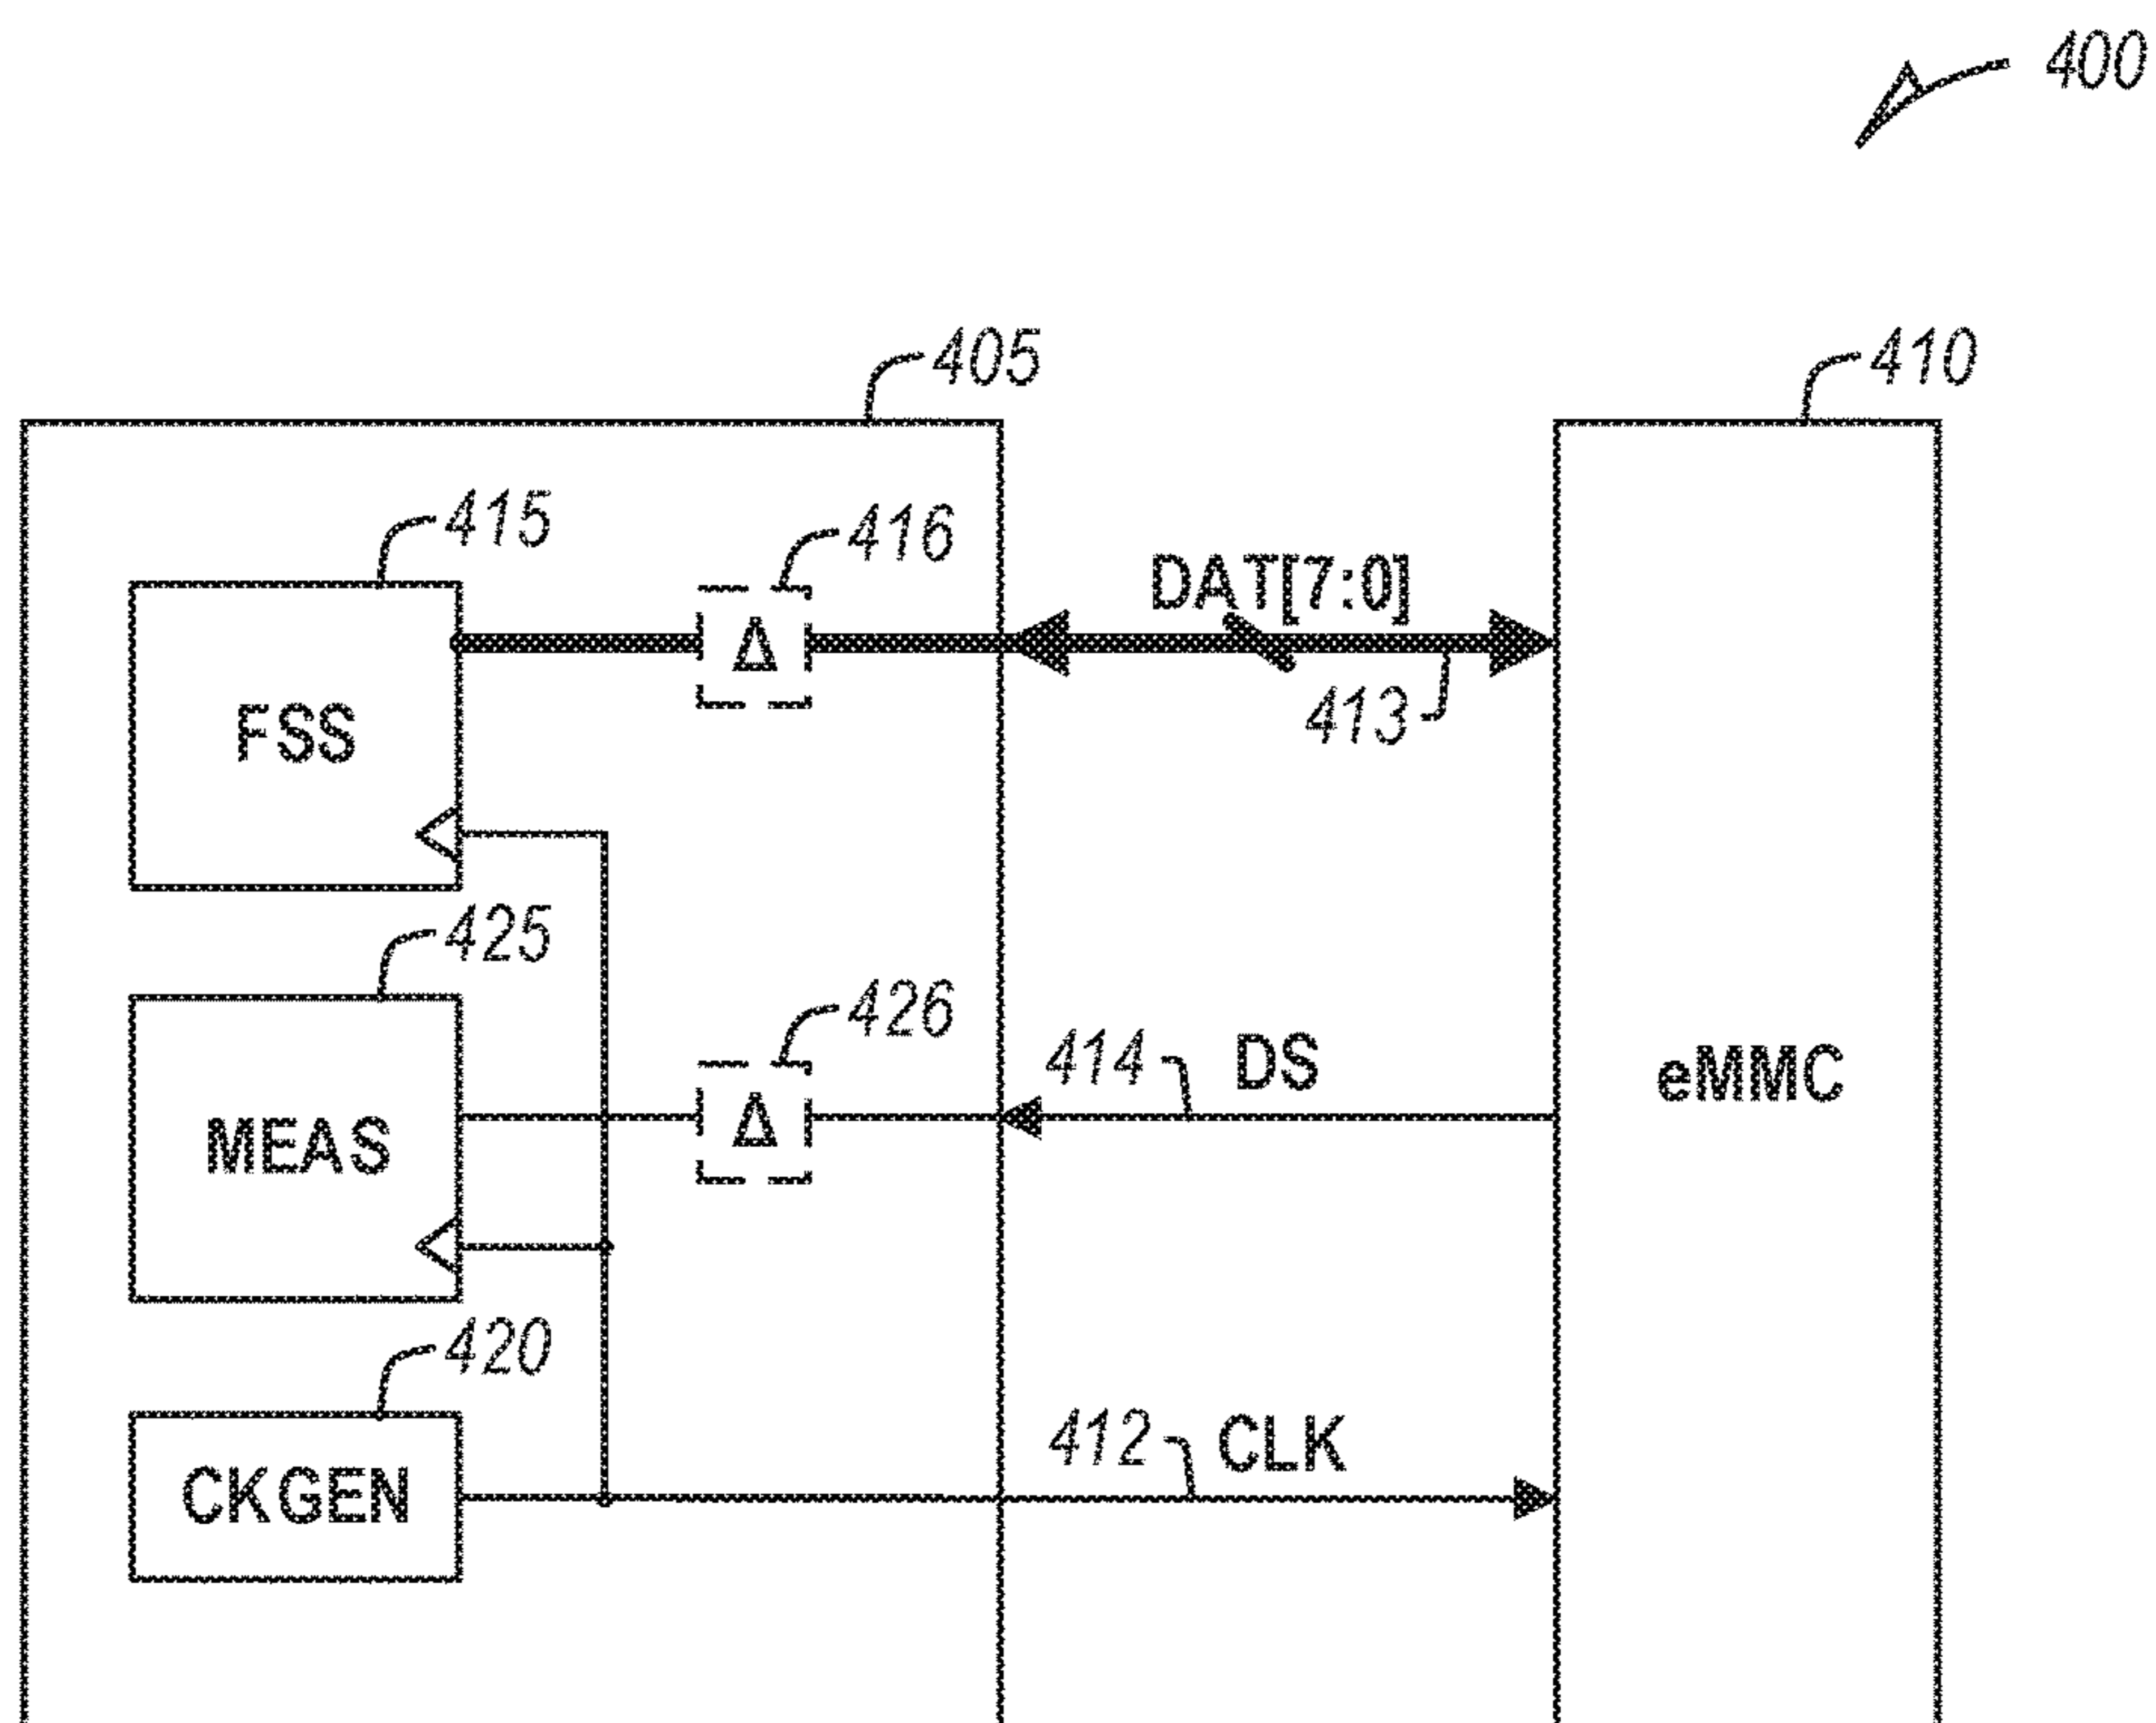 400
405
410
415
416
DAT[7:0]
FSS
Δ
413
425
426
414
DS
MEAS
Δ
eMMC
420
412
CLK
CKGEN